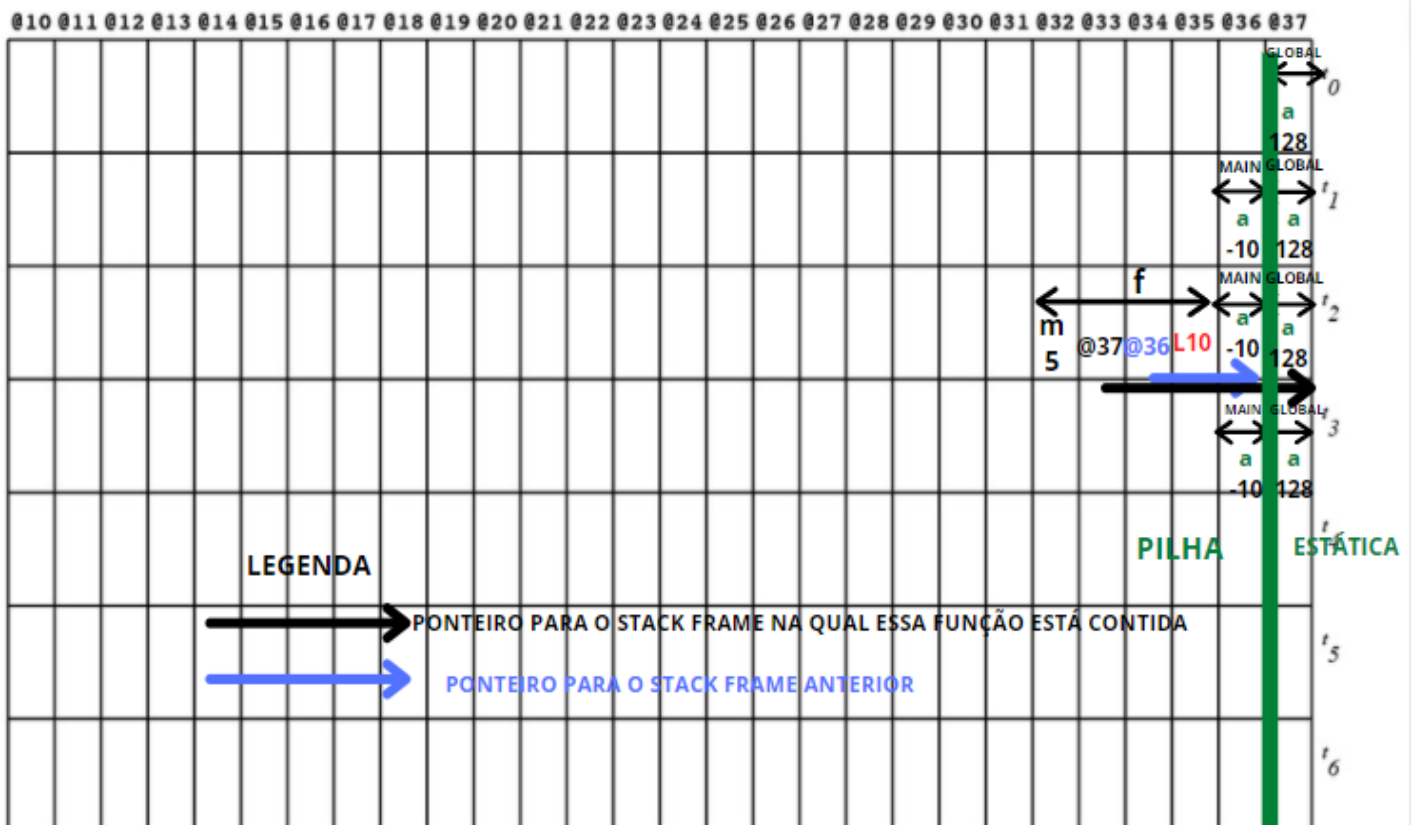 @10 @11 @12 @13 @14 @15 @16 @17 @18 @19 @20 @21 @22 @23 @24 @25 @26 @27 @28 @29 @30 @31 @32 @33 @34 @35 @36 @37
GLOBAL
t0
a
128
MAIN GLOBAL
t1
a a
-10 128
f
MAIN GLOBAL
t2
m
5
@37 @36 L10
a a
-10 128
MAIN GLOBAL
t3
a a
-10 128
t4
PILHA ESTÁTICA
LEGENDA
PONTEIRO PARA O STACK FRAME NA QUAL ESSA FUNÇÃO ESTÁ CONTIDA
t5
PONTEIRO PARA O STACK FRAME ANTERIOR
t6